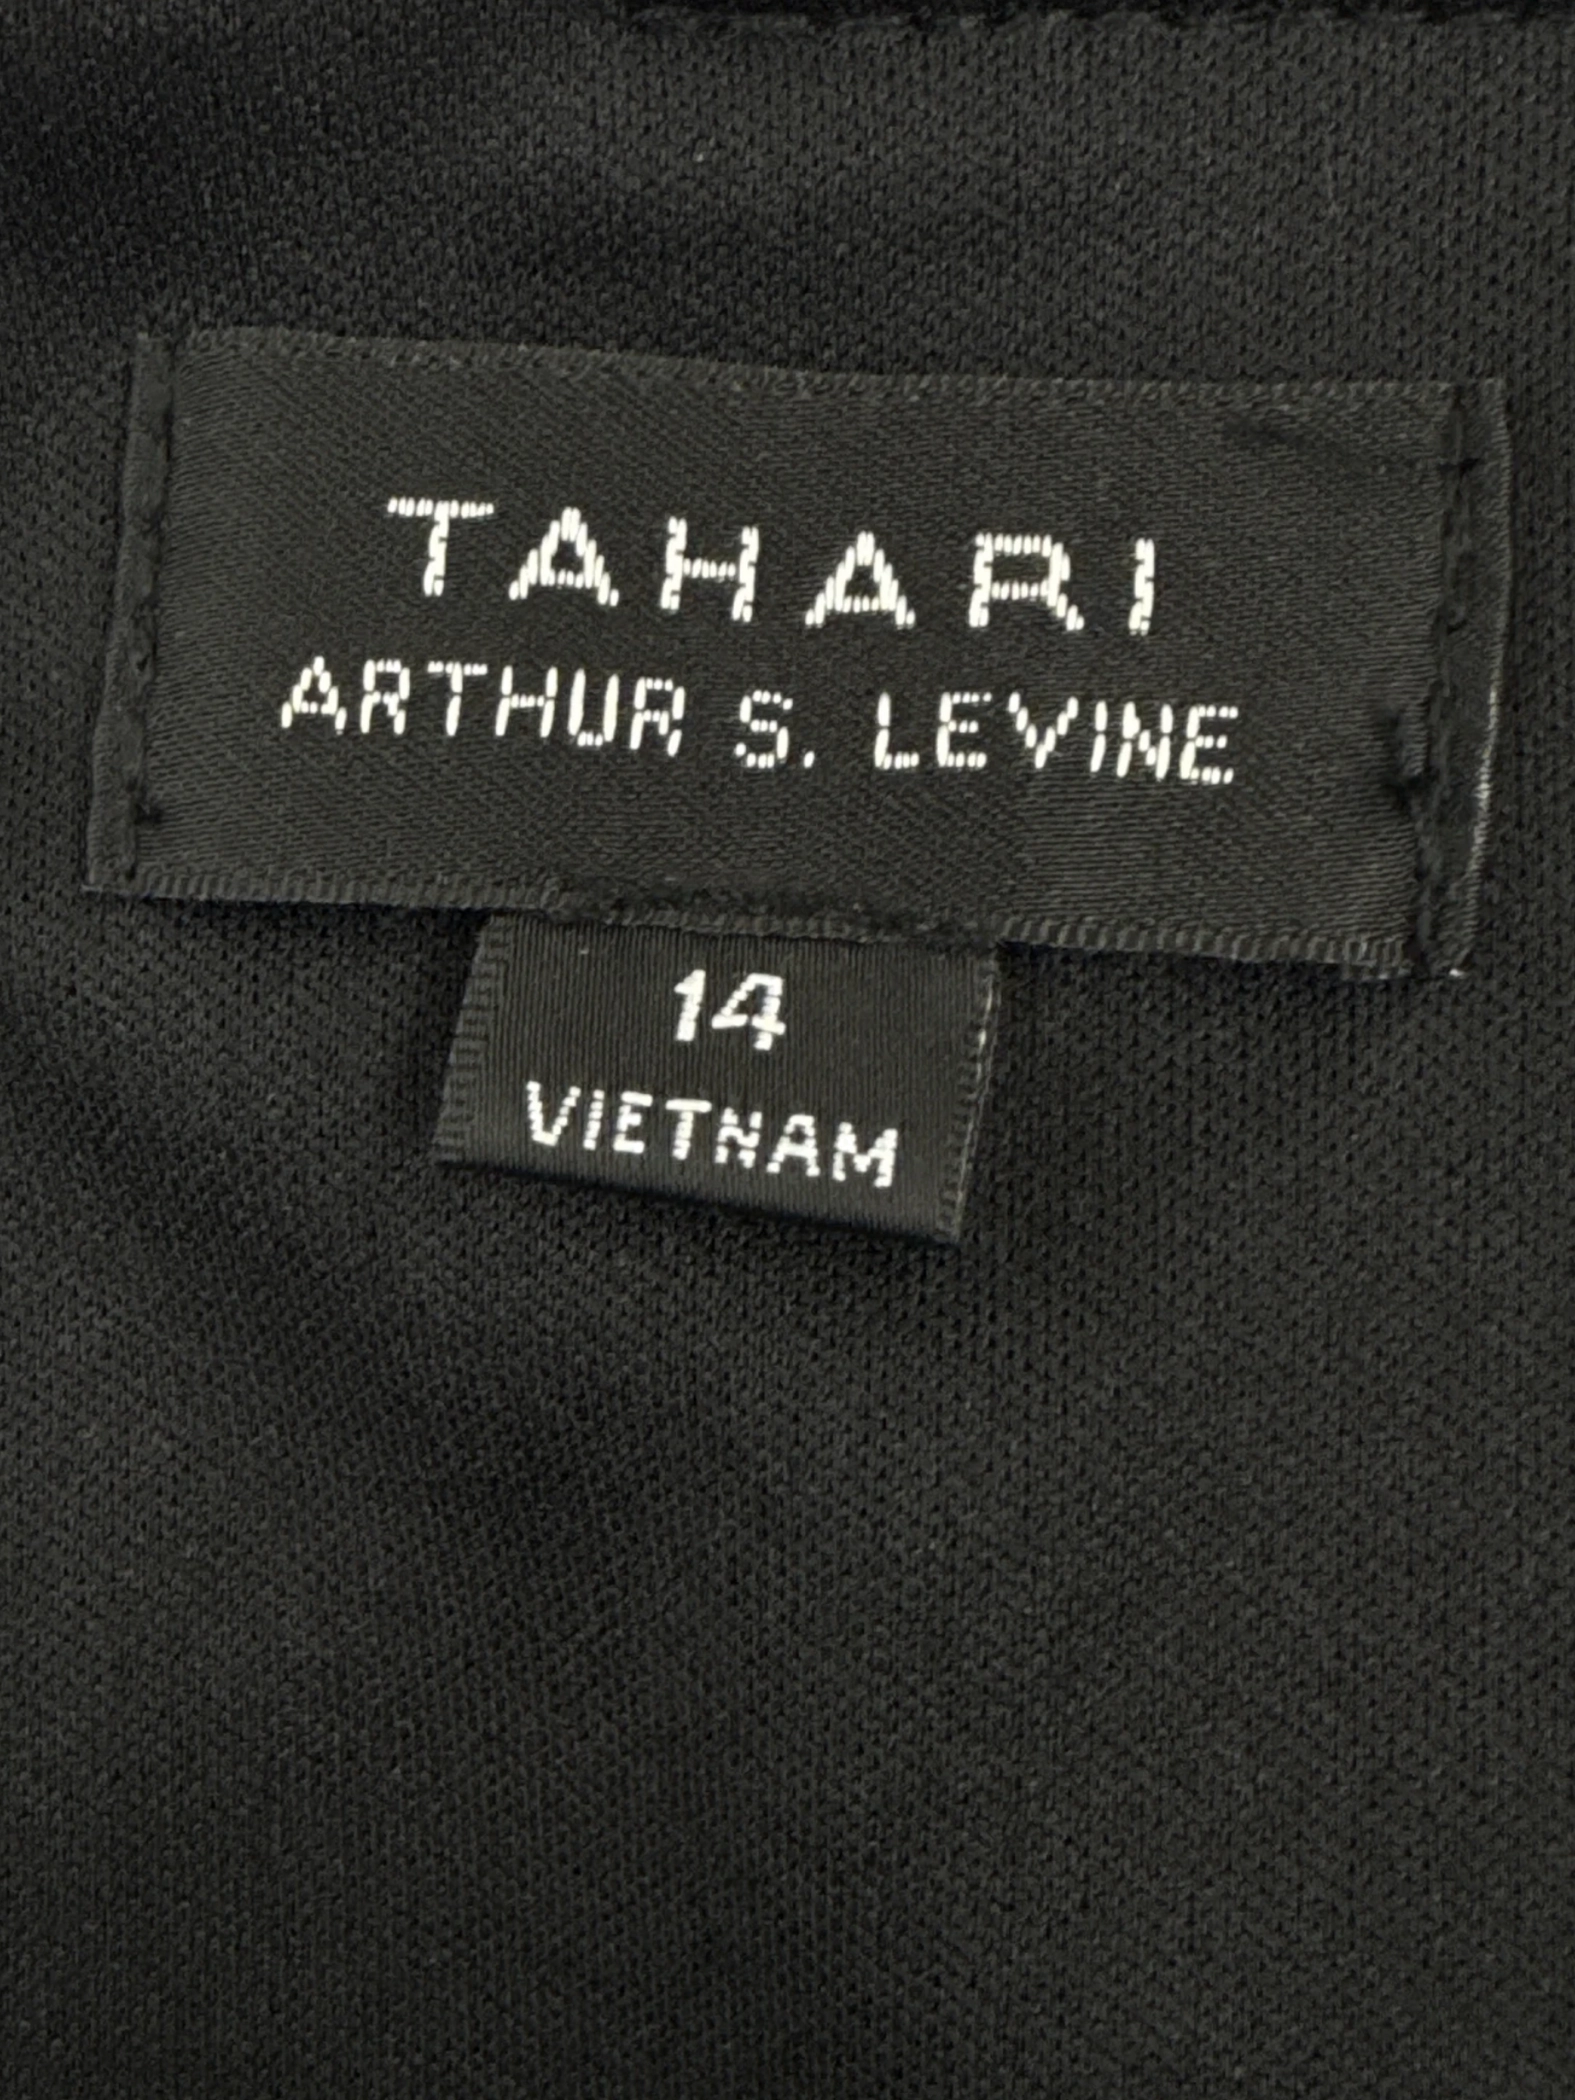 TAHARI
ARTHUR S. LEVINE
14
VIETNAM